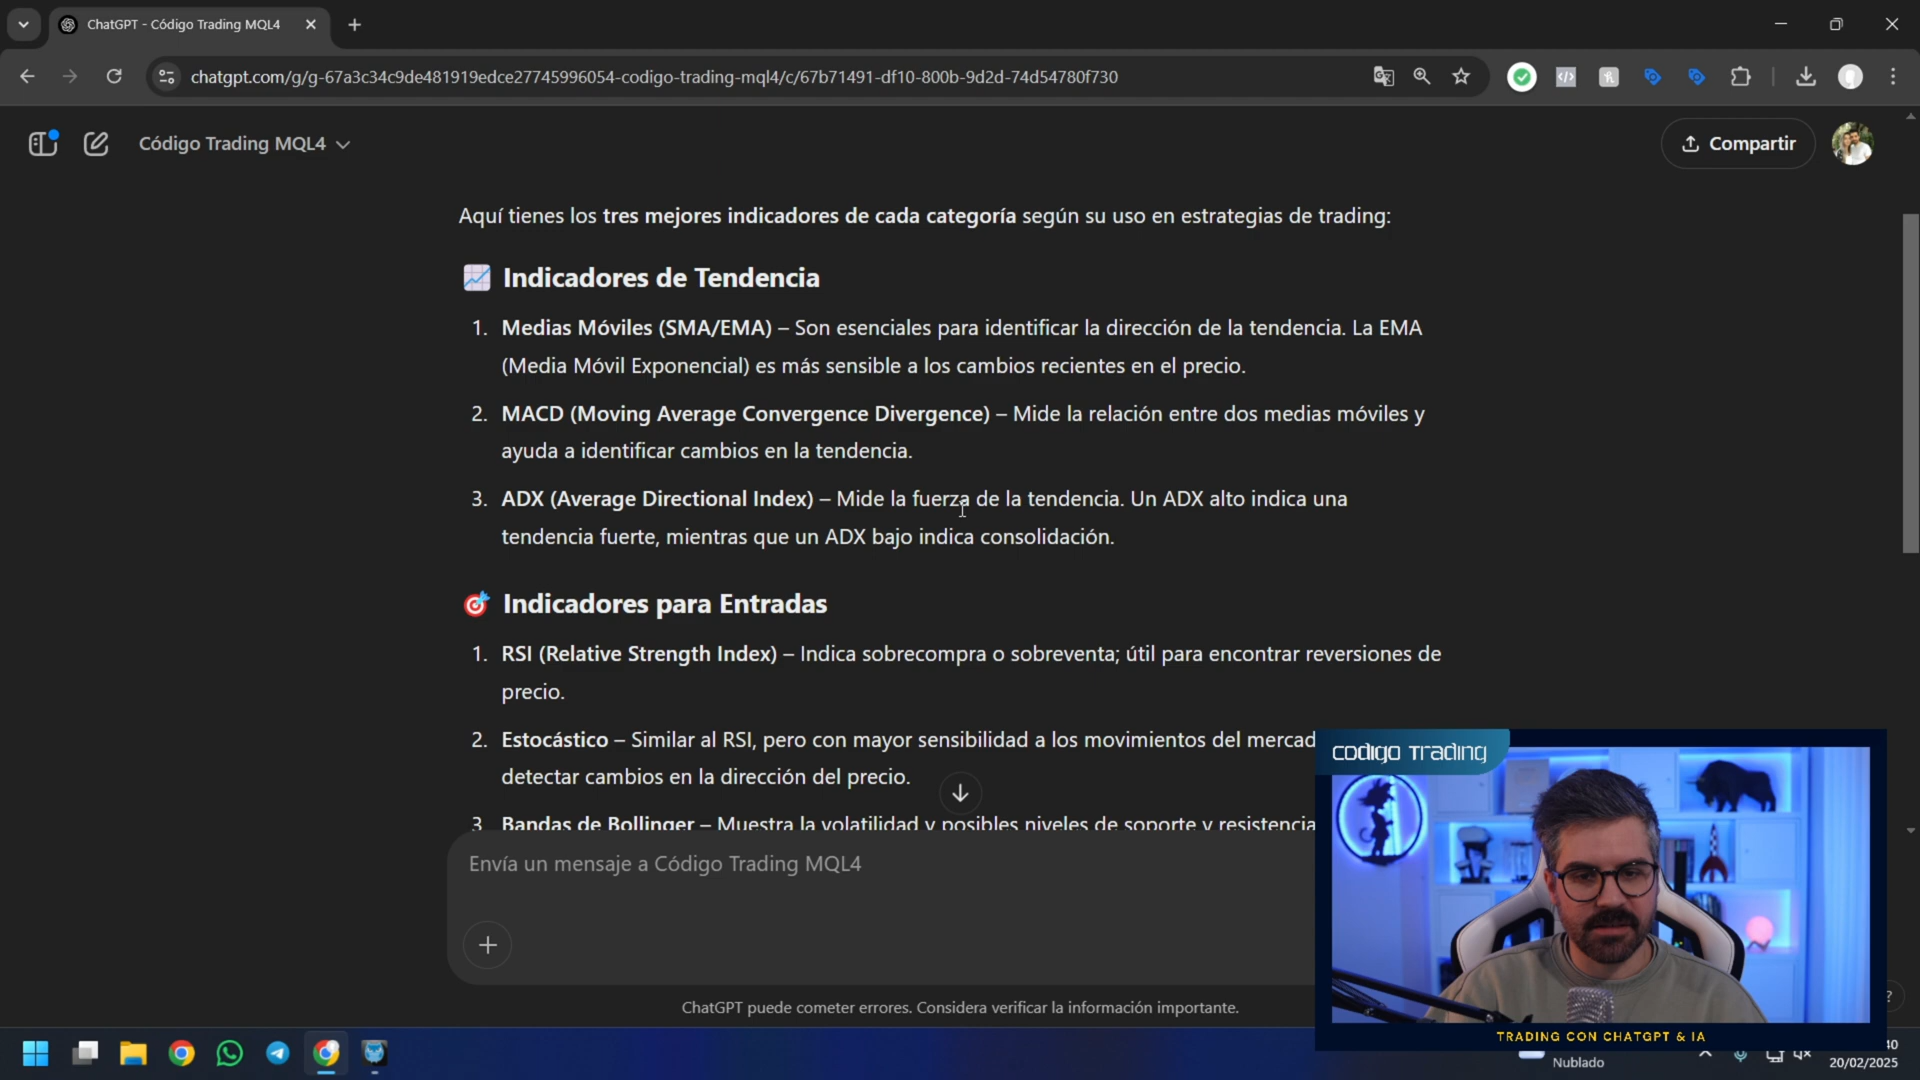 ChatGPT - Código Trading MQL4
chatgpt.com/g/g-67a3c34c9de481919edce27745996054-codigo-trading-mql4/c/67b71491-df10-800b-9d2d-74d54780f730
Código Trading MQL4
Compartir
Aquí tienes los tres mejores indicadores de cada categoría según su uso en estrategias de trading:
Indicadores de Tendencia
1. Medias Móviles (SMA/EMA) – Son esenciales para identificar la dirección de la tendencia. La EMA
(Media Móvil Exponencial) es más sensible a los cambios recientes en el precio.
2. MACD (Moving Average Convergence Divergence) – Mide la relación entre dos medias móviles y
ayuda a identificar cambios en la tendencia.
3. ADX (Average Directional Index) – Mide la fuerza de la tendencia. Un ADX alto indica una
tendencia fuerte, mientras que un ADX bajo indica consolidación.
Indicadores para Entradas
1. RSI (Relative Strength Index) – Indica sobrecompra o sobreventa; útil para encontrar reversiones de
precio.
2. Estocástico – Similar al RSI, pero con mayor sensibilidad a los movimientos del mercad
detectar cambios en la dirección del precio.
3 Bandas de Bollinger – Muestra la volatilidad y posibles niveles de soporte y resistencia
Envía un mensaje a Código Trading MQL4
ChatGPT puede cometer errores. Considera verificar la información importante.
?
codigo Trading
TRADING CON CHATGPT & IA
Nublado
40
20/02/2025